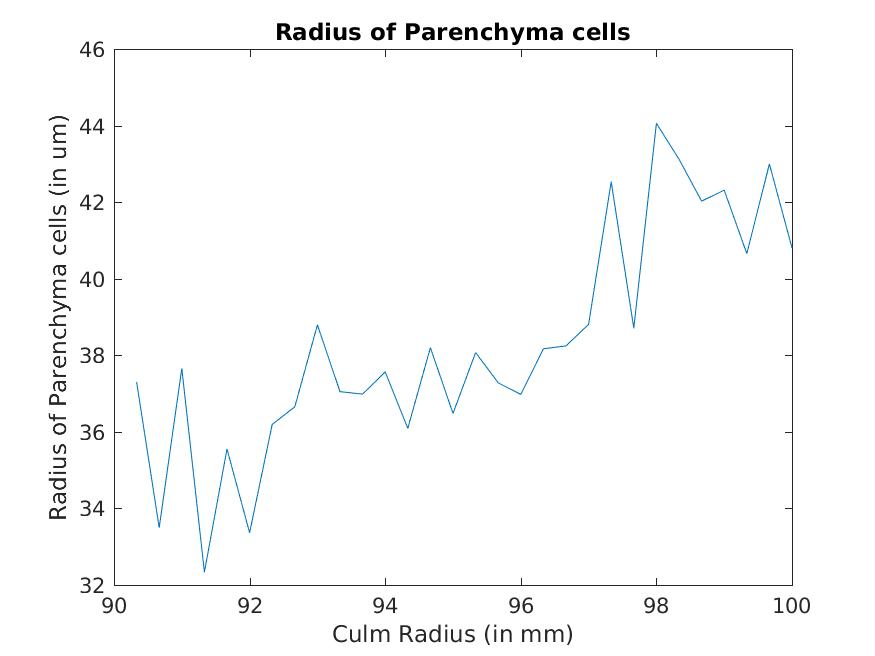 Radius of Parenchyma cells
46
44
42
40
38
36
34
32
Radius of Parenchyma cells (in um)
90 92 94 96 98 100
Culm Radius (in mm)